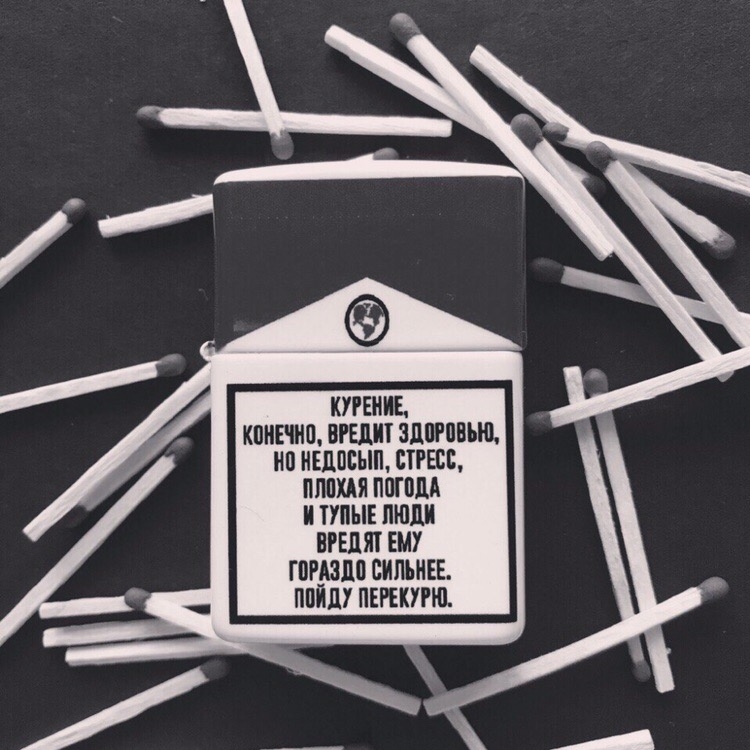 КУРЕНИЕ,
КОНЕЧНО, ВРЕДИТ ЗДОРОВЬЮ,
НО НЕДОСЫП, СТРЕСС,
ПЛОХАЯ ПОГОДА
И ТУПЫЕ ЛЮДИ
ВРЕДЯТ ЕМУ
ГОРАЗДО СИЛЬНЕЕ.
ПОЙДУ ПЕРЕКУРЮ.